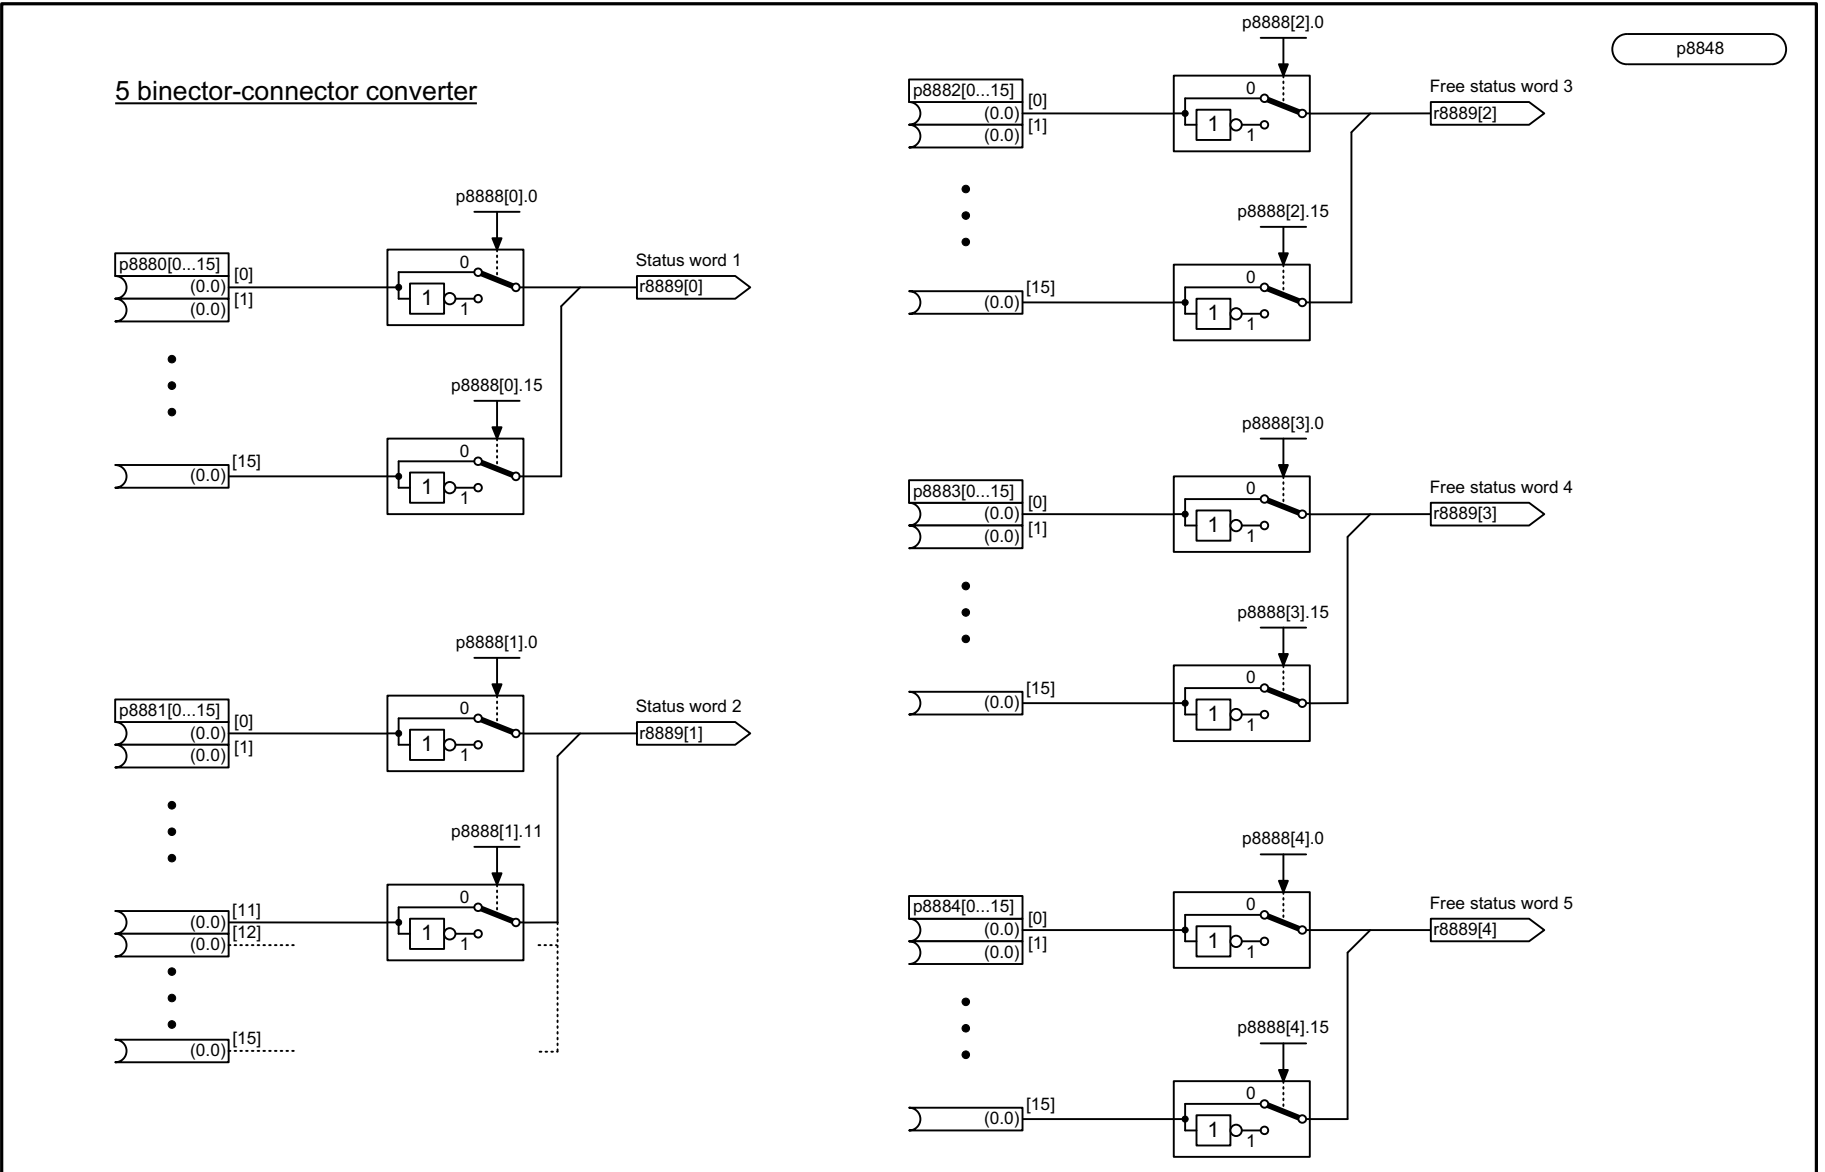 5 binector-connector converter
p8848
p8888[0].0
p8880[0...15]
[0]
(0.0)
[1]
(0.0)
0
1
1
Status word 1
r8889[0]
p8888[0].15
[15]
(0.0)
0
1
1
p8888[1].0
p8881[0...15]
[0]
(0.0)
[1]
(0.0)
0
1
1
Status word 2
r8889[1]
p8888[1].11
[11]
(0.0)
[12]
(0.0)
0
1
1
[15]
(0.0)
p8888[2].0
p8882[0...15]
[0]
(0.0)
[1]
(0.0)
0
1
1
Free status word 3
r8889[2]
p8888[2].15
[15]
(0.0)
0
1
1
p8888[3].0
p8883[0...15]
[0]
(0.0)
[1]
(0.0)
0
1
1
Free status word 4
r8889[3]
p8888[3].15
[15]
(0.0)
0
1
1
p8888[4].0
p8884[0...15]
[0]
(0.0)
[1]
(0.0)
0
1
1
Free status word 5
r8889[4]
p8888[4].15
[15]
(0.0)
0
1
1